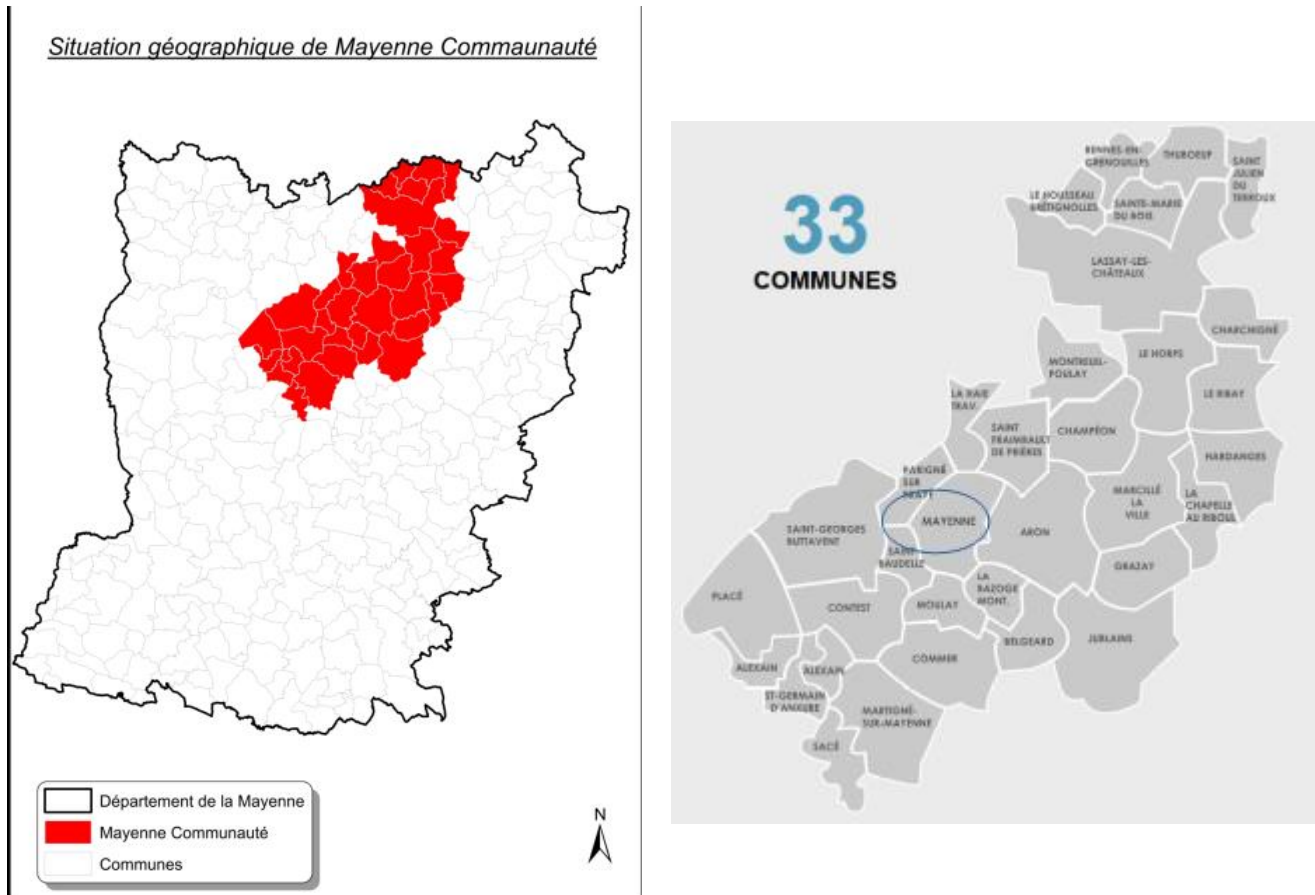 Situation géographique de Mayenne Commaunauté
Département de la Mayenne
Mayenne Communauté
Communes
N
33
COMMUNES
RENNES-EN-
GRENOUILLES
THUBOEUF
SAINT
JULIEN
DU
TERROUX
LE HOUSSEAU
BRÉTIGNOLLES
SAINTE-MARIE
DU BOIS
LASSAY-LES-
CHÂTEAUX
CHARCHIGNÉ
LE HORPS
MONTREUIL-
POULAY
LE RIBAY
LA HAIE
TRAV.
SAINT
FRAIMBAULT
DE PRIÈRES
CHAMPÉON
HARDANGES
PARIGNÉ
SUR
BRAYE
MARCILLÉ
LA
VILLE
LA
CHAPELLE
AU RIBOUL
MAYENNE
SAINT-GEORGES
BUTTAVENT
ARON
SAINT
BAUDELLE
GRAZAY
PLACÉ
CONTEST
MOULAY
LA
BAZOGE
MONT.
BELGEARD
JUBLAINS
COMMER
ALEXAIN
ALEXAIN
ST-GERMAIN
D'ANXURE
MARTIGNÉ-
SUR-MAYENNE
SACÉ